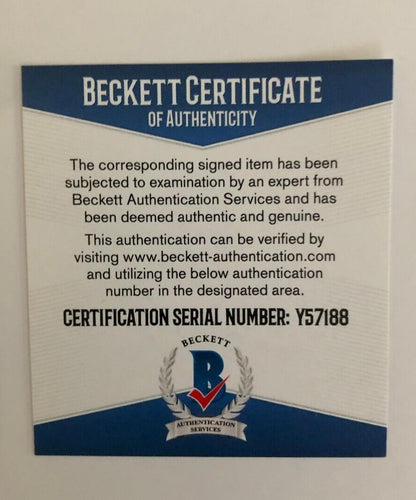 BECKETT CERTIFICATE
OF AUTHENTICITY
The corresponding signed item has been
subjected to examination by an expert from
Beckett Authentication Services and has
been deemed authentic and genuine.
This authentication can be verified by
visiting www.beckett-authentication.com
and utilizing the below authentication
number in the designated area.
CERTIFICATION SERIAL NUMBER: Y57188
BECKETT
B
AUTHENTICATION
SERVICES